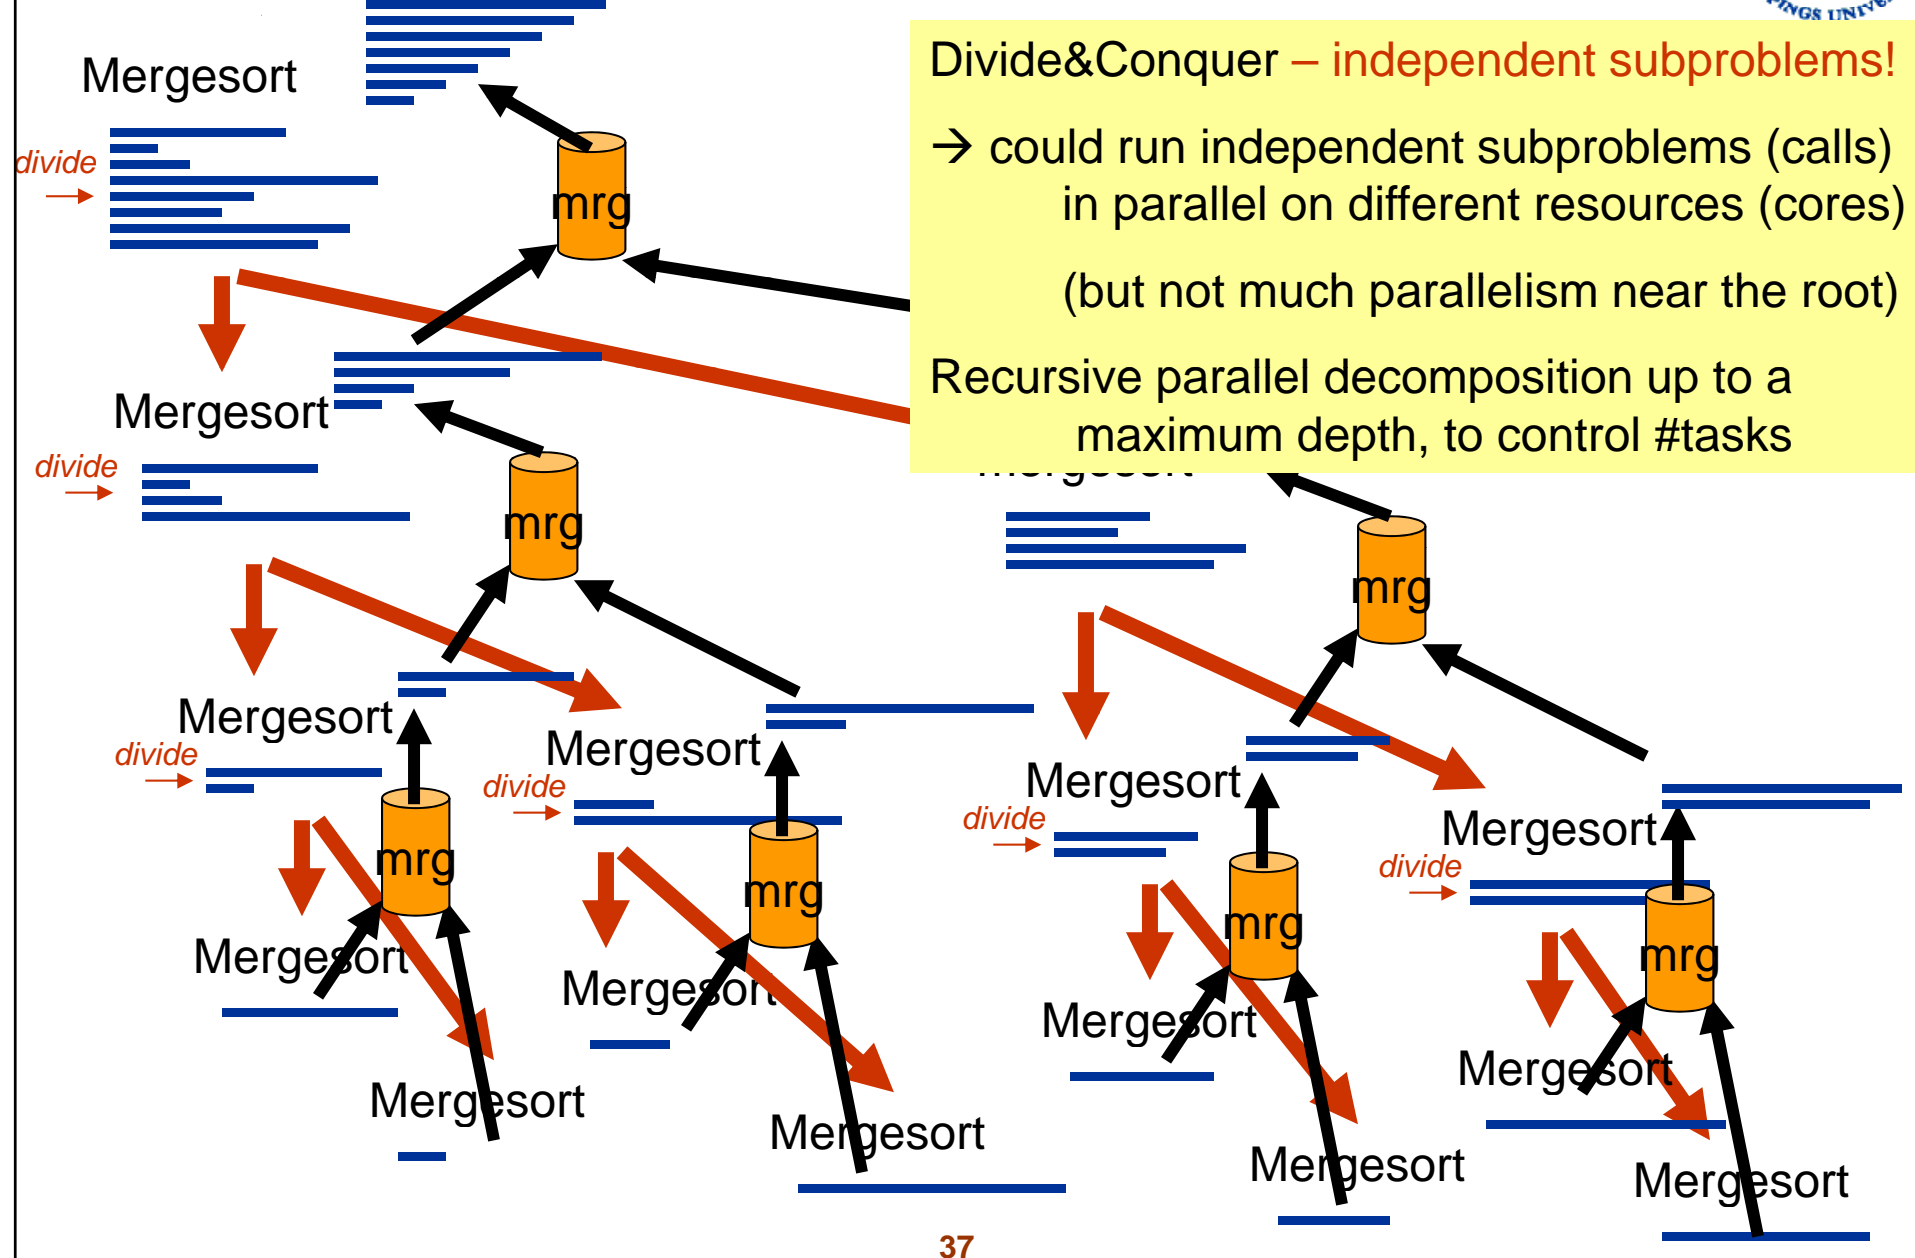 PINGS UNIVE
Mergesort
Divide&Conquer – independent subproblems!
→ could run independent subproblems (calls)
in parallel on different resources (cores)
(but not much parallelism near the root)
Recursive parallel decomposition up to a
maximum depth, to control #tasks
divide
mrg
Mergesort
divide
mrg
Mergesort
mrg
Mergesort
divide
Mergesort
divide
Mergesort
divide
Mergesort
divide
mrg
mrg
mrg
mrg
Mergesort
Mergesort
Mergesort
Mergesort
Mergesort
Mergesort
Mergesort
Mergesort
37